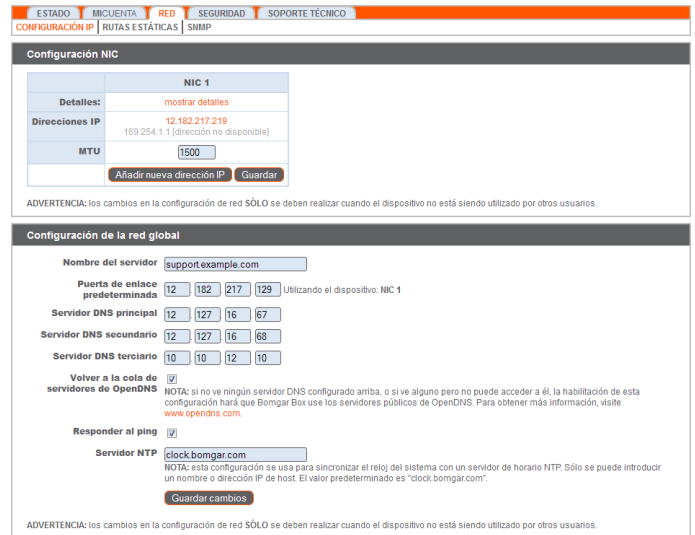 ESTADO MICUENTA RED SEGURIDAD SOPORTE TÉCNICO
CONFIGURACIÓN IP RUTAS ESTÁTICAS SNMP
Configuración NIC
NIC 1
Detalles: mostrar detalles
Direcciones IP 12.182.217.219
169.254.1.1 [dirección no disponible]
MTU 1500
Añadir nueva dirección IP Guardar
ADVERTENCIA: los cambios en la configuración de red SÓLO se deben realizar cuando el dispositivo no está siendo utilizado por otros usuarios.
Configuración de la red global
Nombre del servidor support.example.com
Puerta de enlace
predeterminada 12 . 182 . 217 . 129 Utilizando el dispositivo: NIC 1
Servidor DNS principal 12 . 127 . 16 . 67
Servidor DNS secundario 12 . 127 . 16 . 68
Servidor DNS terciario 10 . 10 . 12 . 10
Volver a la cola de
servidores de OpenDNS
NOTA: si no ve ningún servidor DNS configurado arriba, o si ve alguno pero no puede acceder a él, la habilitación de esta
configuración hará que Bomgar Box use los servidores públicos de OpenDNS. Para obtener más información, visite
www.opendns.com.
Responder al ping
Servidor NTP clock.bomgar.com
NOTA: esta configuración se usa para sincronizar el reloj del sistema con un servidor de horario NTP. Sólo se puede introducir
un nombre o dirección IP de host. El valor predeterminado es "clock.bomgar.com".
Guardar cambios
ADVERTENCIA: los cambios en la configuración de red SÓLO se deben realizar cuando el dispositivo no está siendo utilizado por otros usuarios.